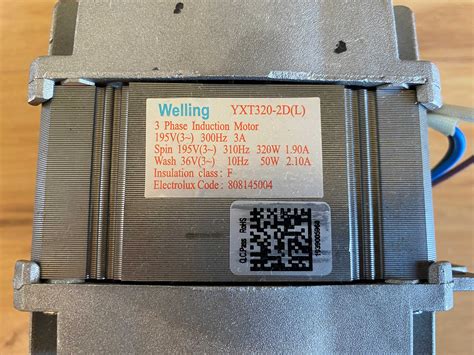 Welling YXT320-2D(L)
3 Phase Induction Motor
195V(3~) 300Hz 3A
Spin 195V(3~) 310Hz 320W 1.90A
Wash 36V(3~) 10Hz 50W 2.10A
Insulation class: F
Electrolux Code: 808145004
Q.C.Pass RoHS